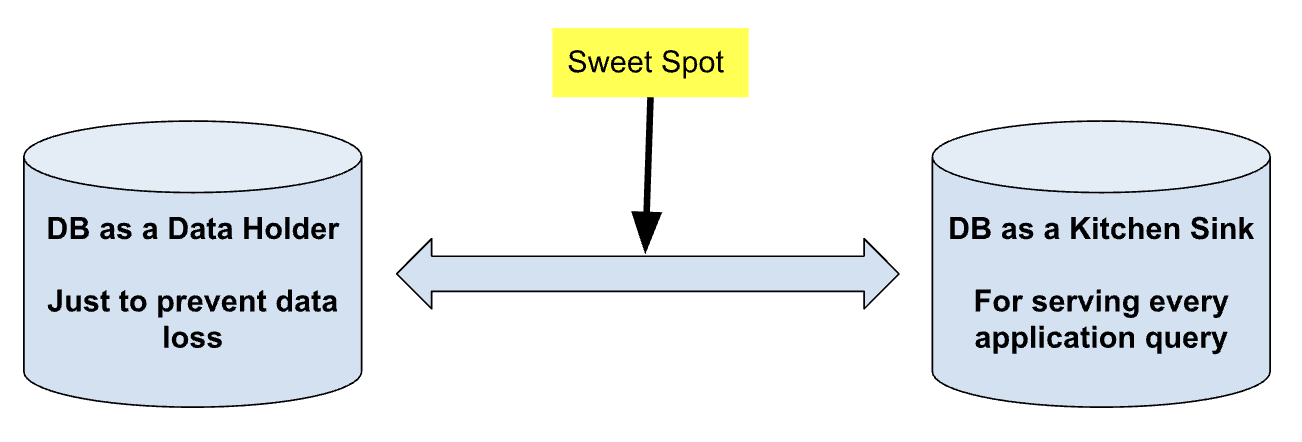 Sweet Spot
DB as a Data Holder
Just to prevent data
loss
DB as a Kitchen Sink
For serving every
application query